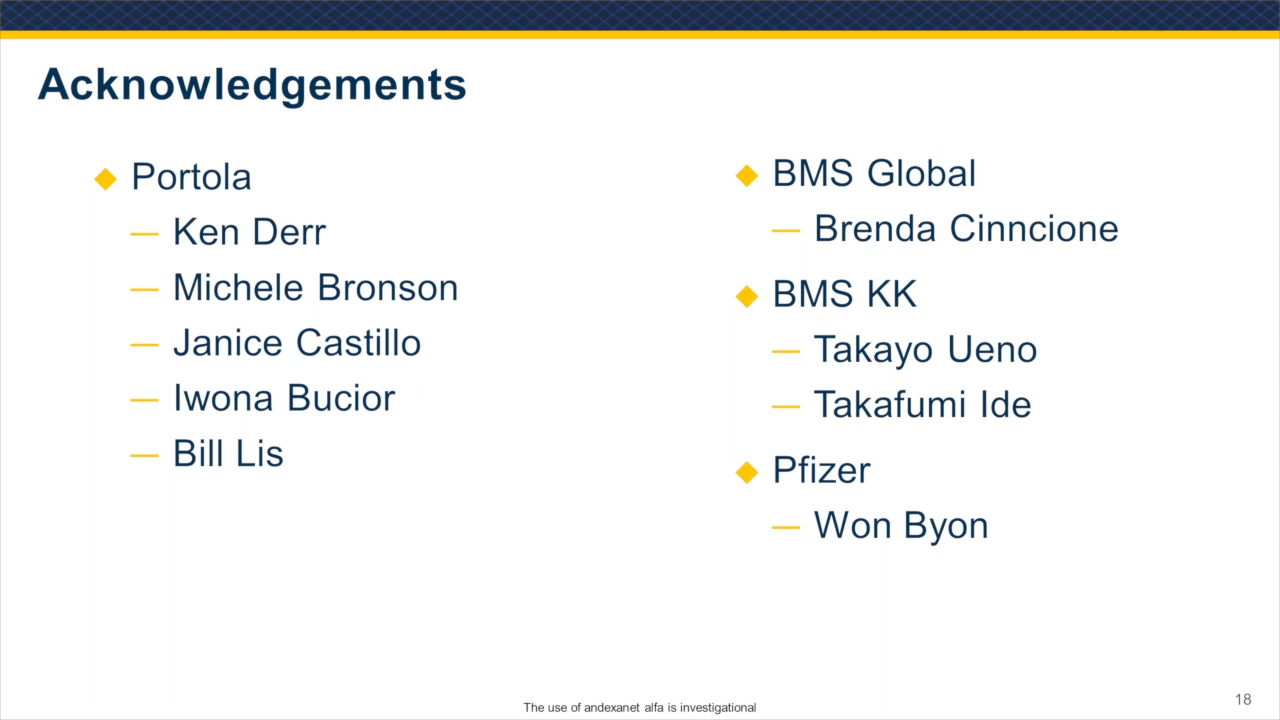 Acknowledgements
◆ Portola
— Ken Derr
— Michele Bronson
— Janice Castillo
— Iwona Bucior
— Bill Lis
◆ BMS Global
— Brenda Cinncione
◆ BMS KK
— Takayo Ueno
— Takafumi Ide
◆ Pfizer
— Won Byon
The use of andexanet alfa is investigational
18